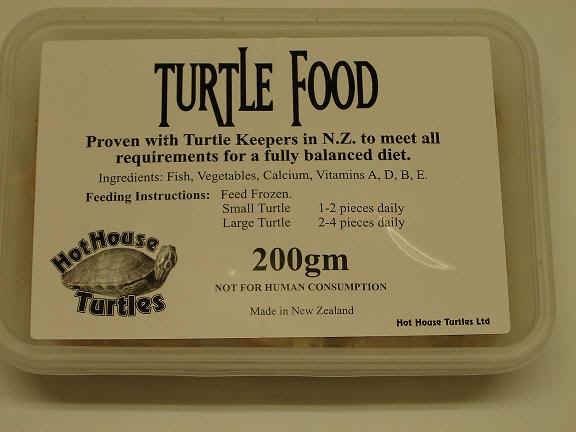 TURTLE FOOD
Proven with Turtle Keepers in N.Z. to meet all
requirements for a fully balanced diet.
Ingredients: Fish, Vegetables, Calcium, Vitamins A, D, B, E.
Feeding Instructions: Feed Frozen.
Small Turtle 1-2 pieces daily
Large Turtle 2-4 pieces daily
HotHouse
Turtles
200gm
NOT FOR HUMAN CONSUMPTION
Made in New Zealand
Hot House Turtles Ltd